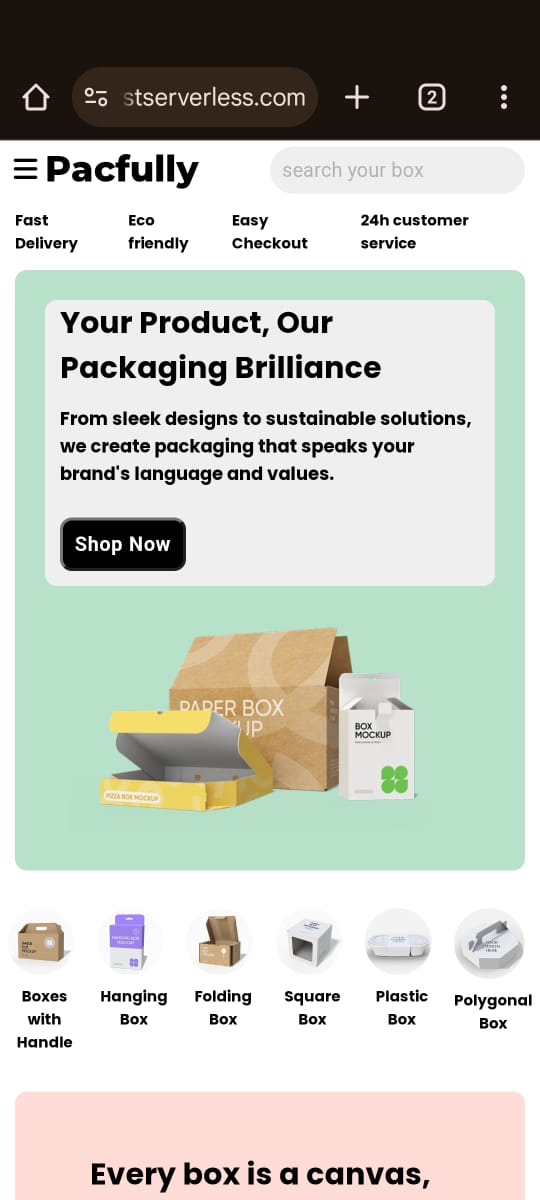 stserverless.com
2
Pacfully
search your box
Fast
Delivery
Eco
friendly
Easy
Checkout
24h customer
service
Your Product, Our
Packaging Brilliance
From sleek designs to sustainable solutions,
we create packaging that speaks your
brand's language and values.
Shop Now
PAPER BOX
BOX
MOCKUP
PIZZA BOX MOCKUP
HANGING BOX
MOCKUP
Boxes
with
Handle
Hanging
Box
Folding
Box
Square
Box
Plastic
Box
Polygonal
Box
Every box is a canvas,